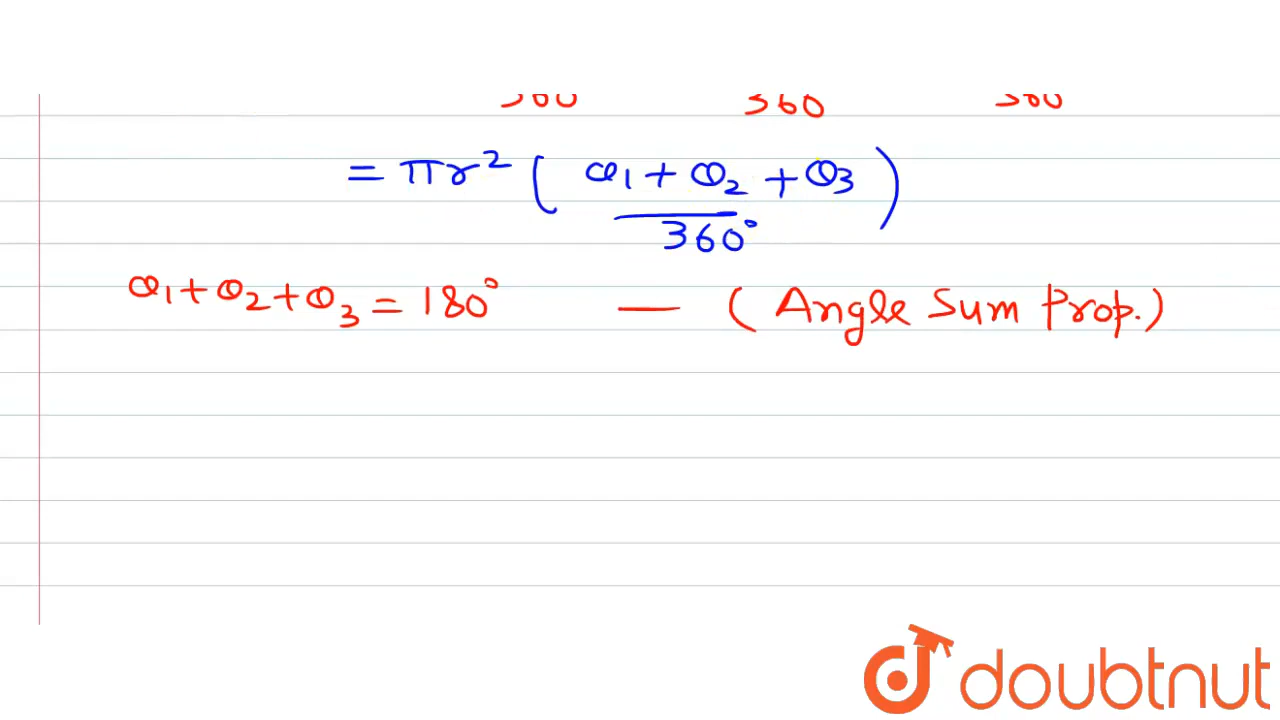 360 360 360
= πr² ( θ₁ + θ₂ + θ₃ )
360°
θ₁ + θ₂ + θ₃ = 180° — ( Angle Sum Prop. )
doubtnut